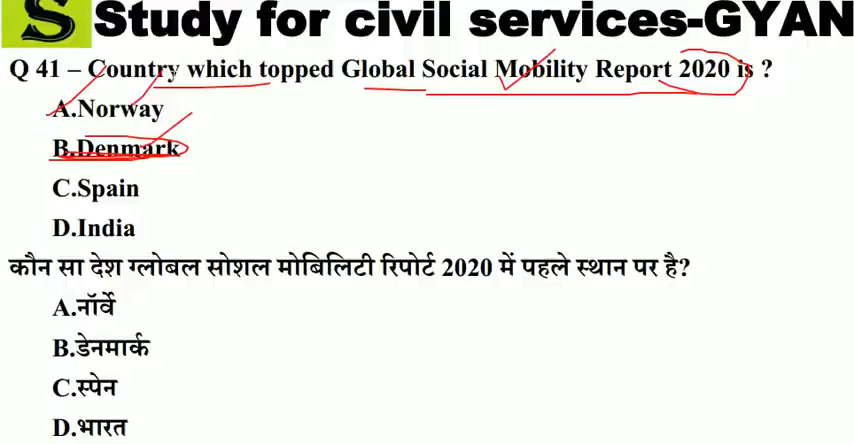 S Study for civil services-GYAN
Q 41 – Country which topped Global Social Mobility Report 2020 is ?
A.Norway
B.Denmark
C.Spain
D.India
कौन सा देश ग्लोबल सोशल मोबिलिटी रिपोर्ट 2020 में पहले स्थान पर है?
A.नॉर्वे
B.डेनमार्क
C.स्पेन
D.भारत